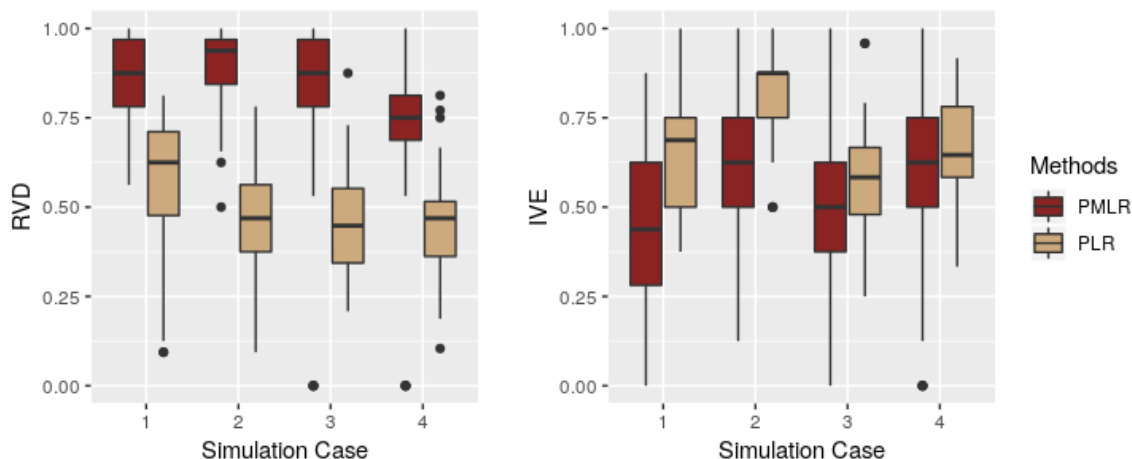 1.00
0.75
0.50
0.25
0.00
RVD
1 2 3 4
Simulation Case
1.00
0.75
0.50
0.25
0.00
IVE
1 2 3 4
Simulation Case
Methods
PMLR
PLR